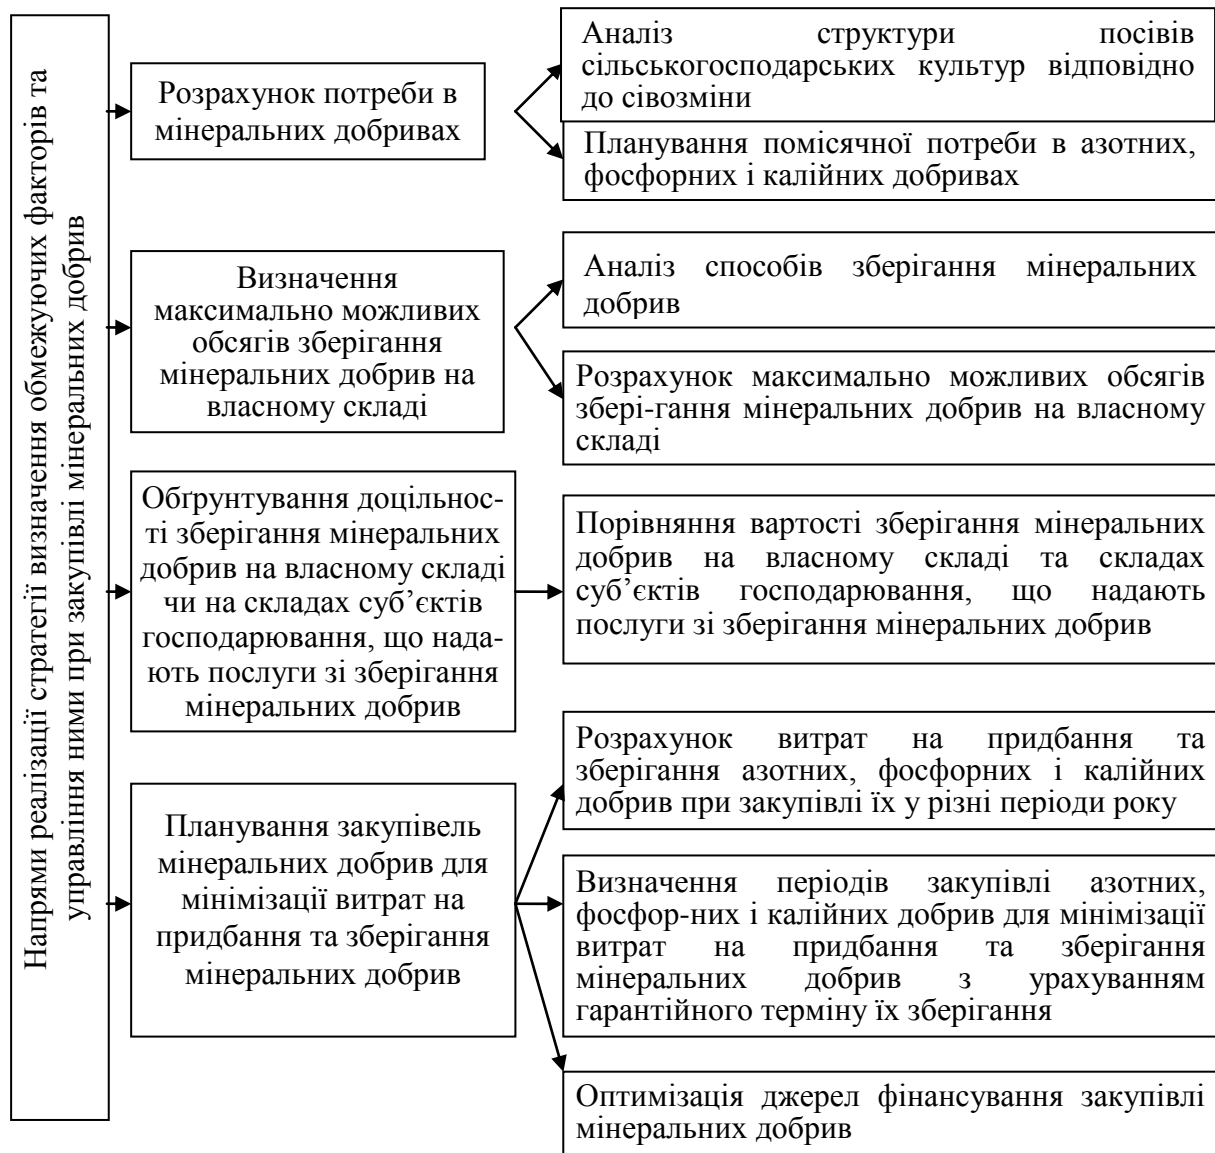 Напрями реалізації стратегії визначення обмежуючих факторів та
управління ними при закупівлі мінеральних добрив
Розрахунок потреби в
мінеральних добривах
Аналіз структури посівів
сільськогосподарських культур відповідно
до сівозміни
Планування помісячної потреби в азотних,
фосфорних і калійних добривах
Визначення
максимально можливих
обсягів зберігання
мінеральних добрив на
власному складі
Аналіз способів зберігання мінеральних
добрив
Розрахунок максимально можливих обсягів
збері-гання мінеральних добрив на власному
складі
Обґрунтування доцільнос-
ті зберігання мінеральних
добрив на власному складі
чи на складах суб’єктів
господарювання, що нада-
ють послуги зі зберігання
мінеральних добрив
Порівняння вартості зберігання мінеральних
добрив на власному складі та складах
суб’єктів господарювання, що надають
послуги зі зберігання мінеральних добрив
Планування закупівель
мінеральних добрив для
мінімізації витрат на
придбання та зберігання
мінеральних добрив
Розрахунок витрат на придбання та
зберігання азотних, фосфорних і калійних
добрив при закупівлі їх у різні періоди року
Визначення періодів закупівлі азотних,
фосфор-них і калійних добрив для мінімізації
витрат на придбання та зберігання
мінеральних добрив з урахуванням
гарантійного терміну їх зберігання
Оптимізація джерел фінансування закупівлі
мінеральних добрив